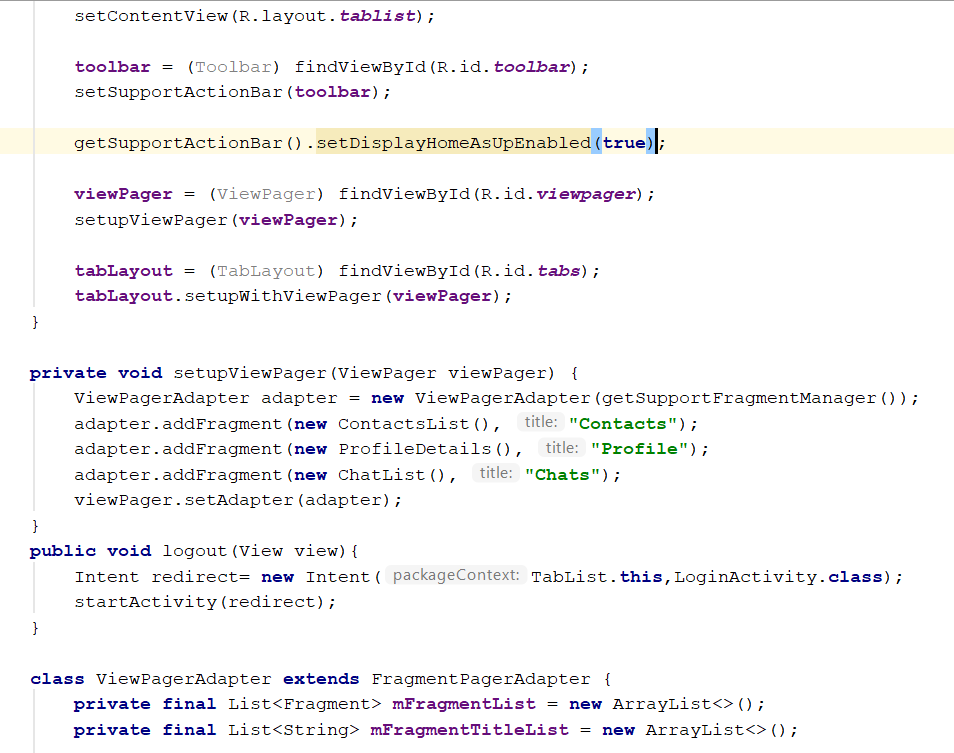 setContentView(R.layout.tablist);
toolbar = (Toolbar) findViewById(R.id.toolbar);
setSupportActionBar(toolbar);
getSupportActionBar().setDisplayHomeAsUpEnabled(true);
viewPager = (ViewPager) findViewById(R.id.viewpager);
setupViewPager(viewPager);
tabLayout = (TabLayout) findViewById(R.id.tabs);
tabLayout.setupWithViewPager(viewPager);
}
private void setupViewPager(ViewPager viewPager) {
ViewPagerAdapter adapter = new ViewPagerAdapter(getSupportFragmentManager());
adapter.addFragment(new ContactsList(), title: "Contacts");
adapter.addFragment(new ProfileDetails(), title: "Profile");
adapter.addFragment(new ChatList(), title: "Chats");
viewPager.setAdapter(adapter);
}
public void logout(View view){
Intent redirect= new Intent( packageContext: TabList.this,LoginActivity.class);
startActivity(redirect);
}
class ViewPagerAdapter extends FragmentPagerAdapter {
private final List<Fragment> mFragmentList = new ArrayList<>();
private final List<String> mFragmentTitleList = new ArrayList<>();